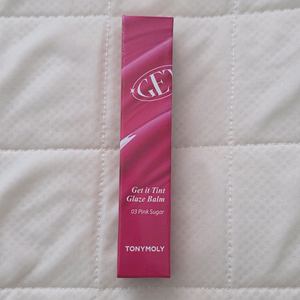 GET
Get it Tint
Glaze Balm
03 Pink Sugar
TONYMOLY